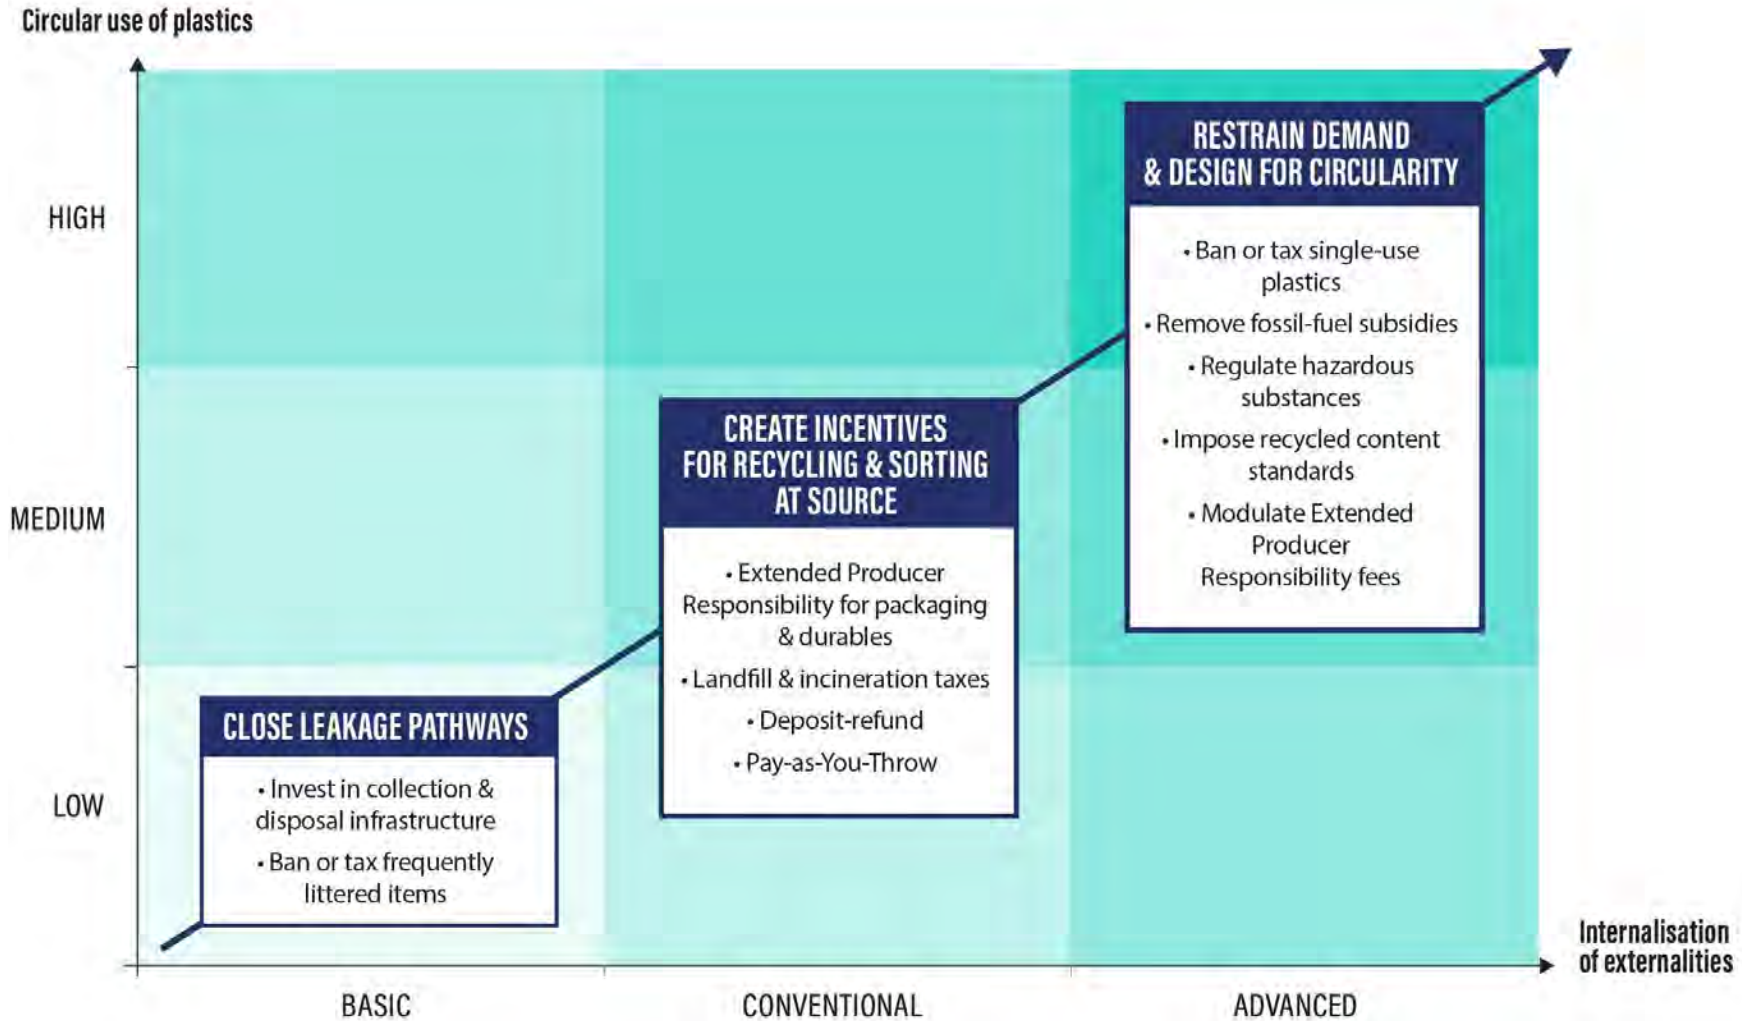 Circular use of plastics
HIGH
MEDIUM
LOW
RESTRAIN DEMAND
& DESIGN FOR CIRCULARITY
• Ban or tax single-use
plastics
• Remove fossil-fuel subsidies
• Regulate hazardous
substances
• Impose recycled content
standards
• Modulate Extended
Producer
Responsibility fees
CREATE INCENTIVES
FOR RECYCLING & SORTING
AT SOURCE
• Extended Producer
Responsibility for packaging
& durables
• Landfill & incineration taxes
• Deposit-refund
• Pay-as-You-Throw
CLOSE LEAKAGE PATHWAYS
• Invest in collection &
disposal infrastructure
• Ban or tax frequently
littered items
Internalisation
of externalities
BASIC
CONVENTIONAL
ADVANCED